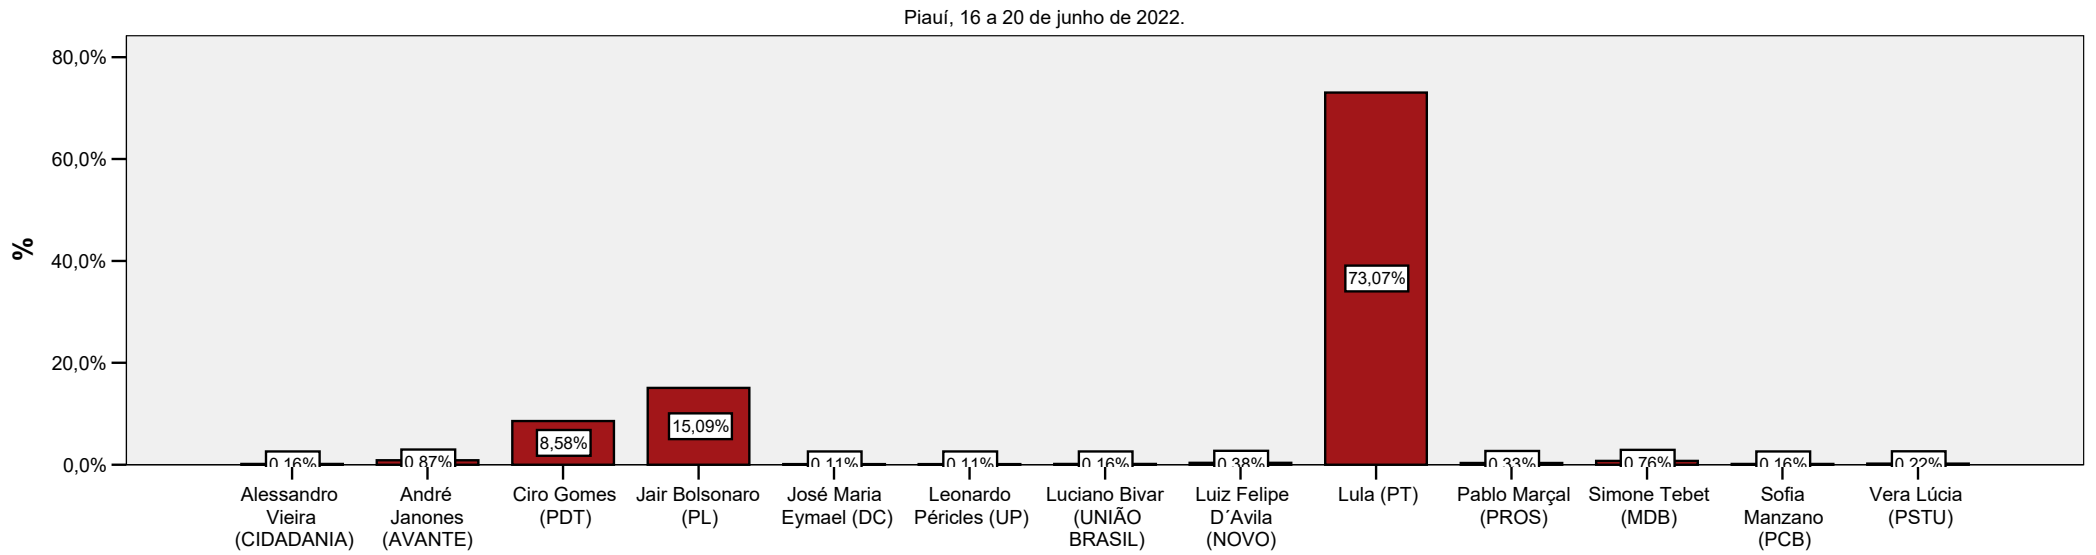 Piauí, 16 a 20 de junho de 2022.
80,0%
60,0%
40,0%
20,0%
0,0%
%
0,16%
0,87%
8,58%
15,09%
0,11%
0,11%
0,16%
0,38%
73,07%
0,33%
0,76%
0,16%
0,22%
Alessandro
Vieira
(CIDADANIA)
André
Janones
(AVANTE)
Ciro Gomes
(PDT)
Jair Bolsonaro
(PL)
José Maria
Eymael (DC)
Leonardo
Péricles (UP)
Luciano Bivar
(UNIÃO
BRASIL)
Luiz Felipe
D´Avila
(NOVO)
Lula (PT)
Pablo Marçal
(PROS)
Simone Tebet
(MDB)
Sofia
Manzano
(PCB)
Vera Lúcia
(PSTU)